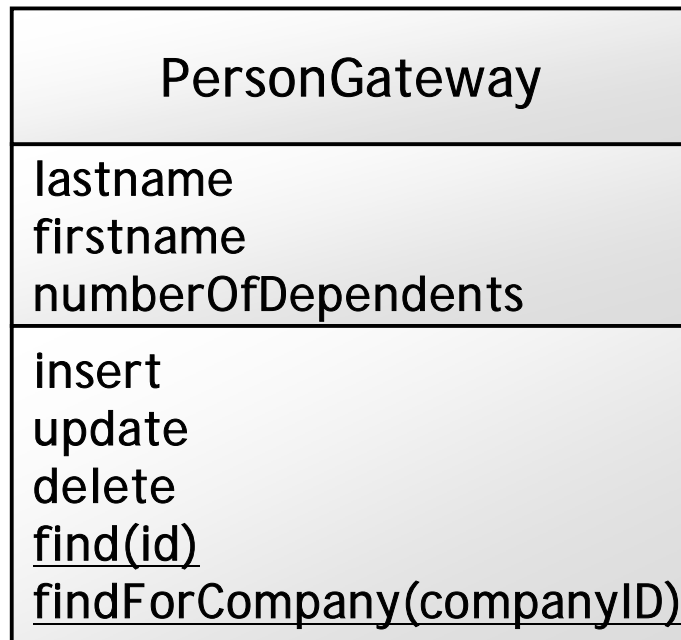 PersonGateway
lastname
firstname
numberOfDependents
insert
update
delete
find(id)
findForCompany(companyID)